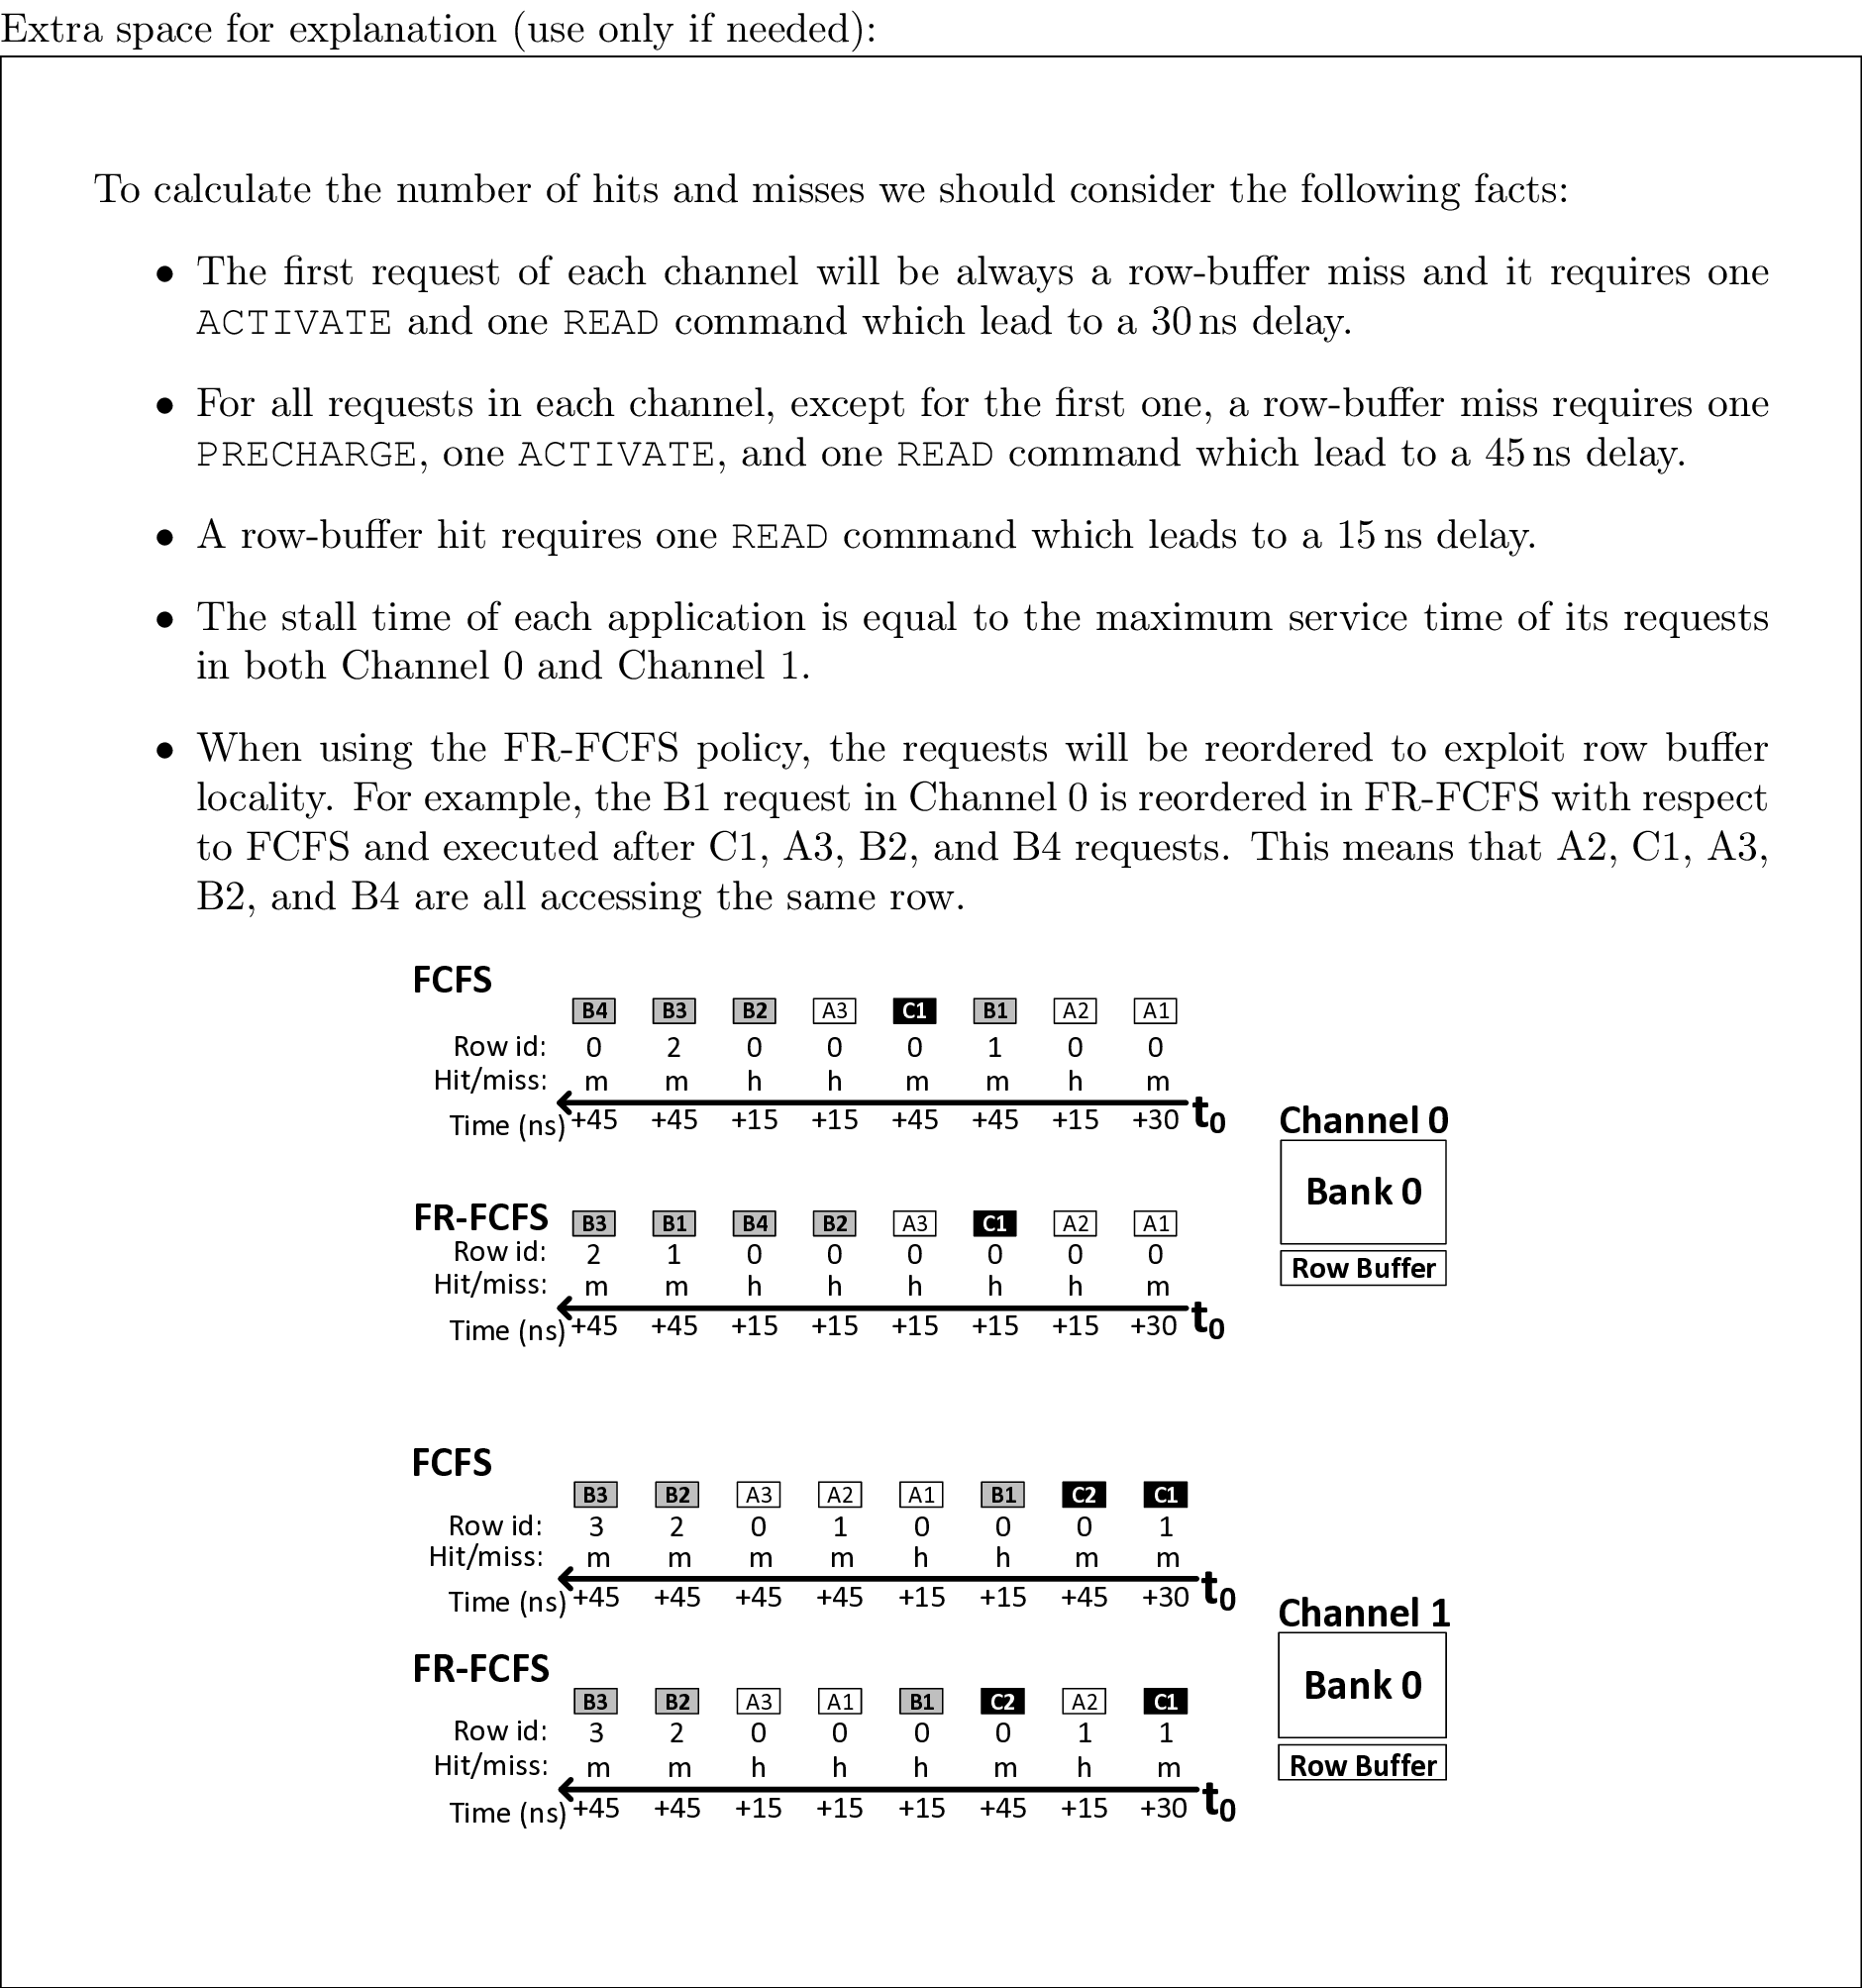 Extra space for explanation (use only if needed):
To calculate the number of hits and misses we should consider the following facts:
• The first request of each channel will be always a row-buffer miss and it requires one
ACTIVATE and one READ command which lead to a 30 ns delay.
• For all requests in each channel, except for the first one, a row-buffer miss requires one
PRECHARGE, one ACTIVATE, and one READ command which lead to a 45 ns delay.
• A row-buffer hit requires one READ command which leads to a 15 ns delay.
• The stall time of each application is equal to the maximum service time of its requests
in both Channel 0 and Channel 1.
• When using the FR-FCFS policy, the requests will be reordered to exploit row buffer
locality. For example, the B1 request in Channel 0 is reordered in FR-FCFS with respect
to FCFS and executed after C1, A3, B2, and B4 requests. This means that A2, C1, A3,
B2, and B4 are all accessing the same row.
FCFS
B4 B3 B2 A3 C1 B1 A2 A1
Row id: 0 2 0 0 0 1 0 0
Hit/miss: m m h h m m h m
Time (ns) +45 +45 +15 +15 +45 +45 +15 +30 t0
Channel 0
Bank 0
Row Buffer
FR-FCFS B3 B1 B4 B2 A3 C1 A2 A1
Row id: 2 1 0 0 0 0 0 0
Hit/miss: m m h h h h h m
Time (ns) +45 +45 +15 +15 +15 +15 +15 +30 t0
FCFS
B3 B2 A3 A2 A1 B1 C2 C1
Row id: 3 2 0 1 0 0 0 1
Hit/miss: m m m m h h m m
Time (ns) +45 +45 +45 +45 +15 +15 +45 +30 t0
Channel 1
Bank 0
Row Buffer
FR-FCFS
B3 B2 A3 A1 B1 C2 A2 C1
Row id: 3 2 0 0 0 0 1 1
Hit/miss: m m h h h m h m
Time (ns) +45 +45 +15 +15 +15 +45 +15 +30 t0